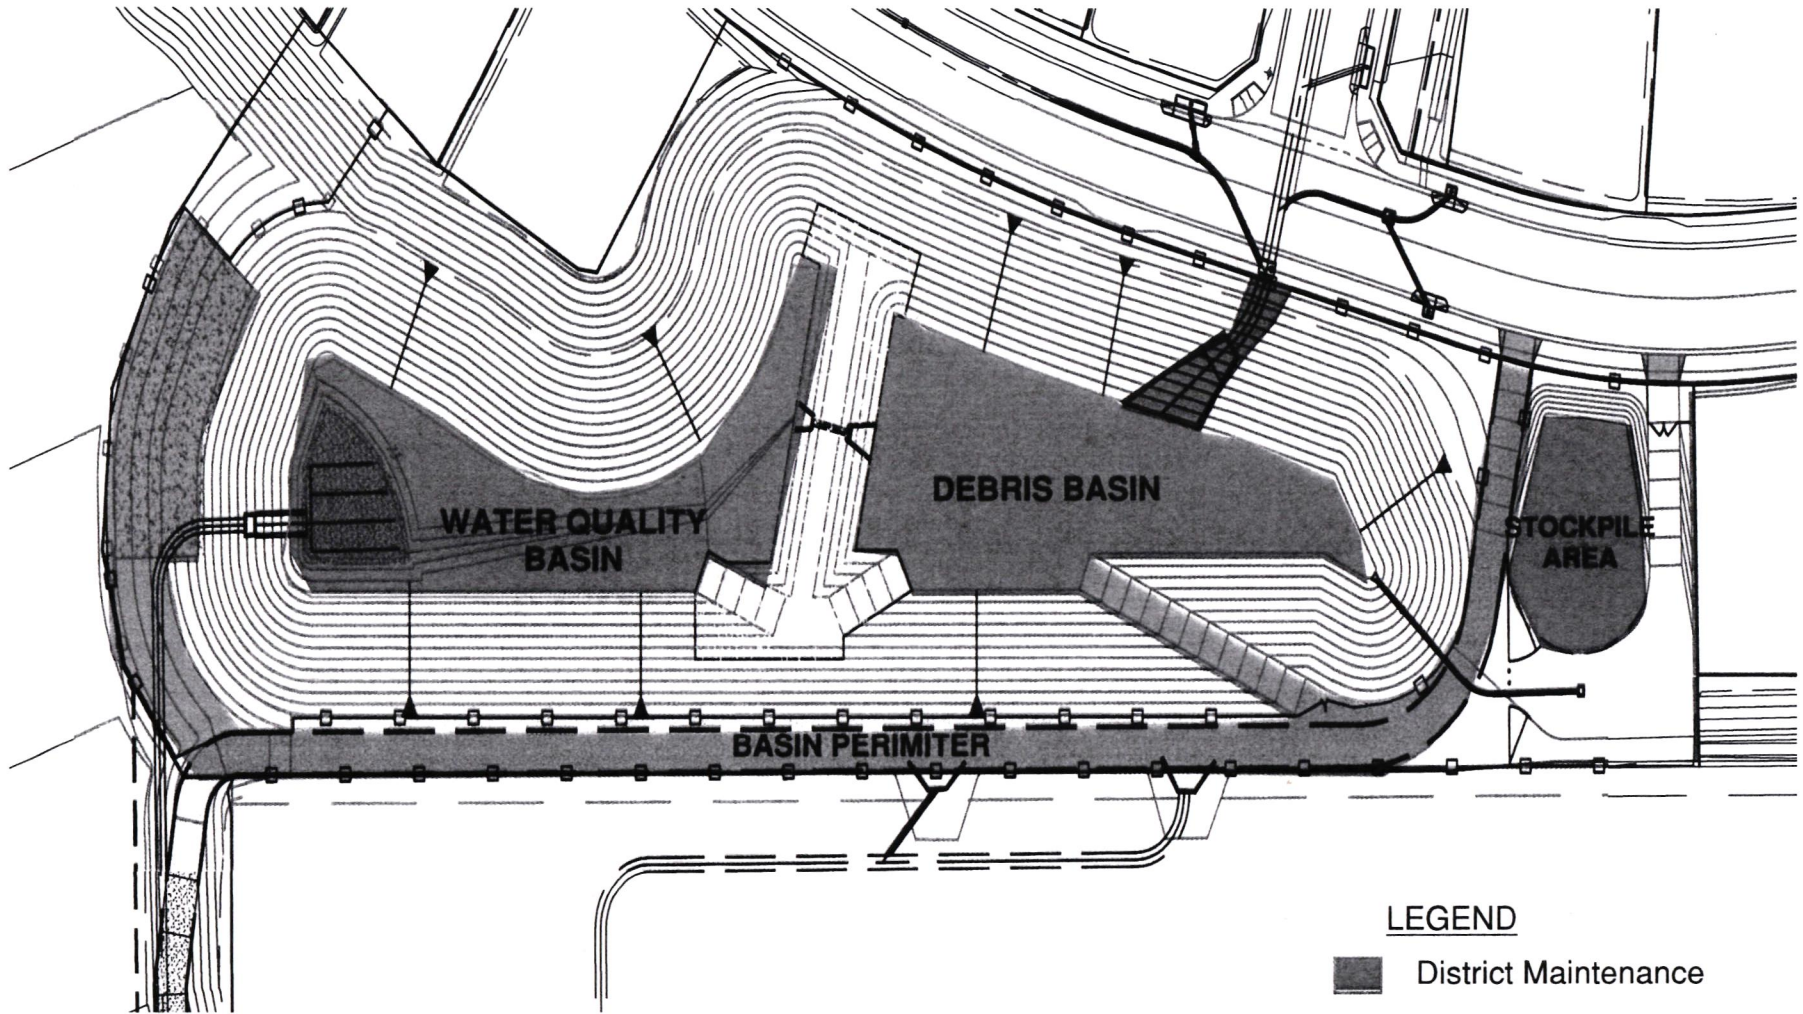 WATER QUALITY
BASIN
DEBRIS BASIN
STOCKPILE
AREA
BASIN PERIMITER
LEGEND
District Maintenance